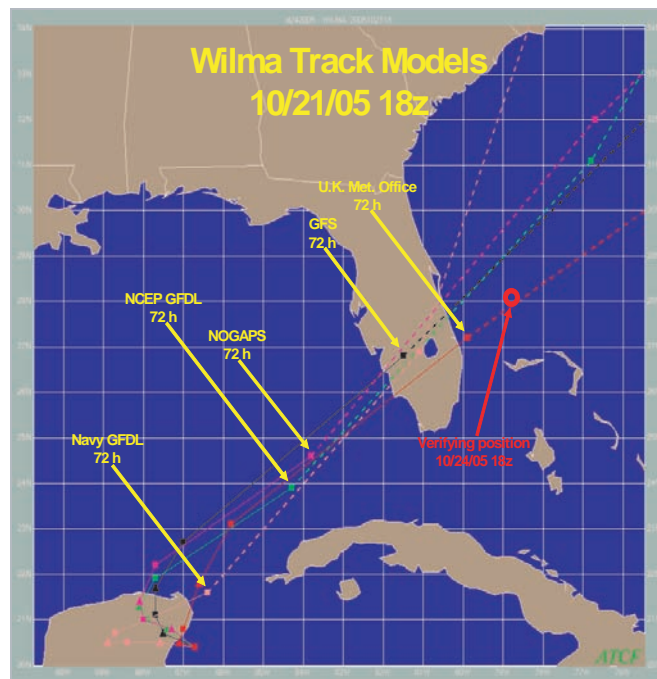 Wilma Track Models
10/21/05 18z
U.K. Met. Office
72 h
GFS
72 h
NCEP GFDL
72 h
NOGAPS
72 h
Navy GFDL
72 h
Verifying position
10/24/05 18z
ATCF